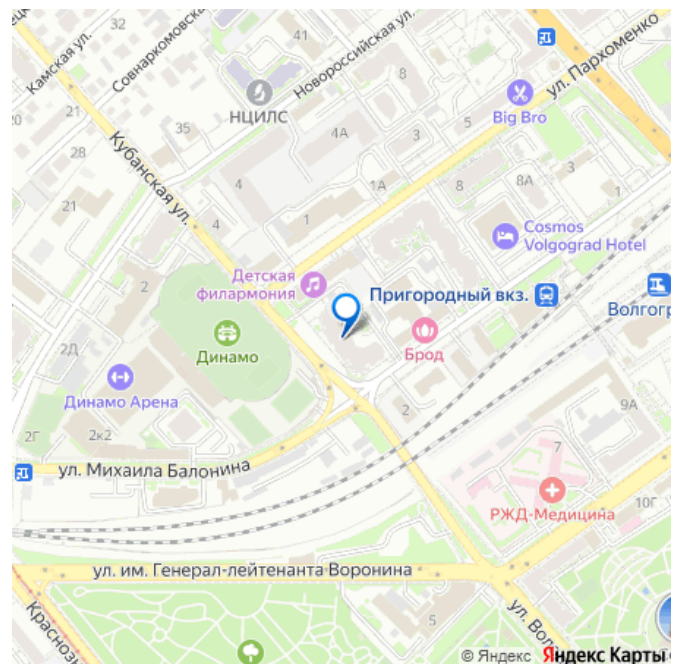 32
Камская ул.
Совнаркомовская
41
Новороссийская ул.
ул. Пархоменко
8
21
НЦИЛС
Big Bro
20
35
4А
3
5
28
Кубанская ул.
4
1А
8
8А
1
21
4
1
Cosmos
Volgograd Hotel
Детская
филармония
2
Пригородный вкз.
Волгогр
Динамо
Брод
2Д
Динамо Арена
2
9А
2Г
2к2
7
ул. Михаила Балонина
РЖД-Медицина
10Г
ул. им. Генерал-лейтенанта Воронина
5
Краснозн
ул. Вол
© Яндекс Яндекс Карты